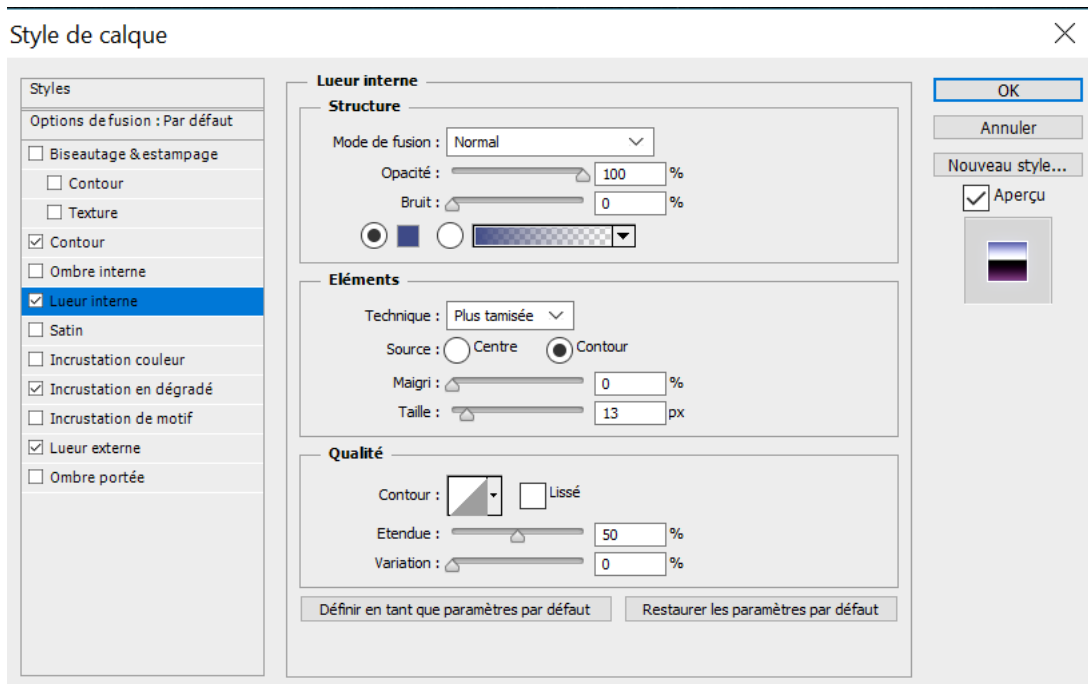 Style de calque
Styles
Options de fusion : Par défaut
Biseautage & estampage
Contour
Texture
Contour
Ombre interne
Lueur interne
Satin
Incrustation couleur
Incrustation en dégradé
Incrustation de motif
Lueur externe
Ombre portée
Lueur interne
Structure
Mode de fusion : Normal
Opacité : 100 %
Bruit : 0 %
Eléments
Technique : Plus tamisée
Source : Centre Contour
Maigri : 0 %
Taille : 13 px
Qualité
Contour : Lissé
Etendue : 50 %
Variation : 0 %
Définir en tant que paramètres par défaut Restaurer les paramètres par défaut
OK
Annuler
Nouveau style...
Aperçu